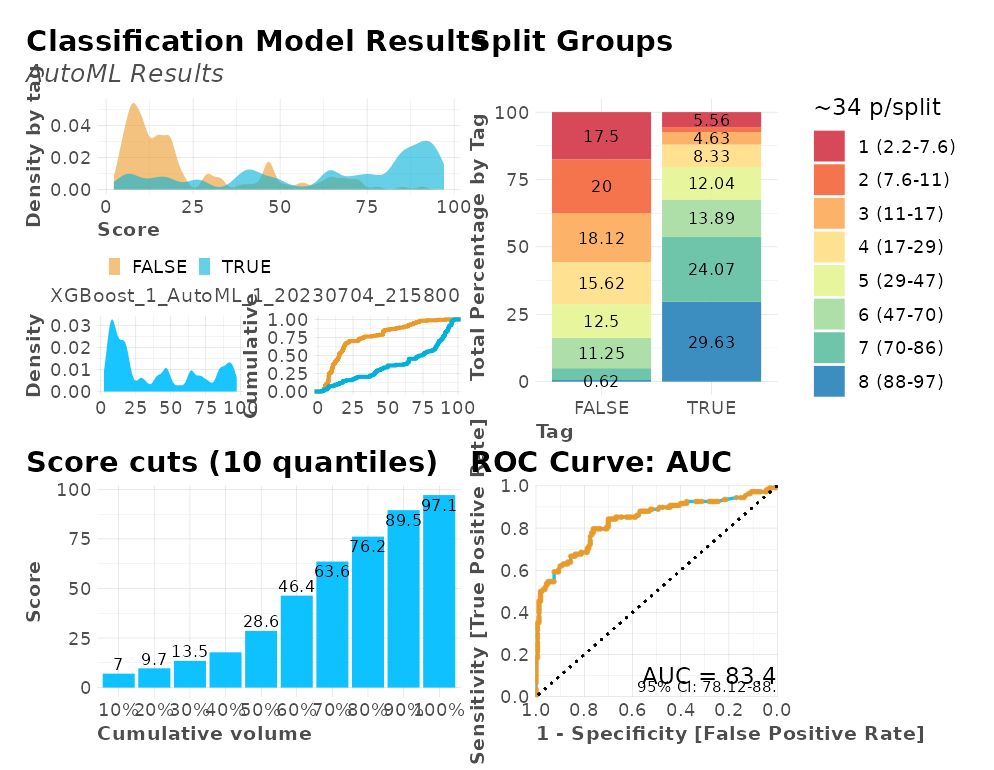 Classification Model Results
AutoML Results
Density by tag
0.04
0.02
0.00
0 25 50 75 100
Score
FALSE TRUE
XGBoost_1_AutoML_1_20230704_215800
Density
0.03
0.02
0.01
0.00
0 25 50 75 100
Cumulative
1.00
0.75
0.50
0.25
0.00
0 25 50 75 100
Split Groups
Total Percentage by Tag
100
75
50
25
0
17.5
20
18.12
15.62
12.5
11.25
0.62
5.56
4.63
8.33
12.04
13.89
24.07
29.63
FALSE TRUE
Tag
~34 p/split
1 (2.2-7.6)
2 (7.6-11)
3 (11-17)
4 (17-29)
5 (29-47)
6 (47-70)
7 (70-86)
8 (88-97)
Score cuts (10 quantiles)
Score
100
75
50
25
0
7 9.7 13.5 28.6 46.4 63.6 76.2 89.5 97.1
10% 20% 30% 40% 50% 60% 70% 80% 90% 100%
Cumulative volume
ROC Curve: AUC
Sensitivity [True Positive Rate]
1.0
0.8
0.6
0.4
0.2
0.0
AUC = 83.4
95% CI: 78.12-88.
1.0 0.8 0.6 0.4 0.2 0.0
1 - Specificity [False Positive Rate]